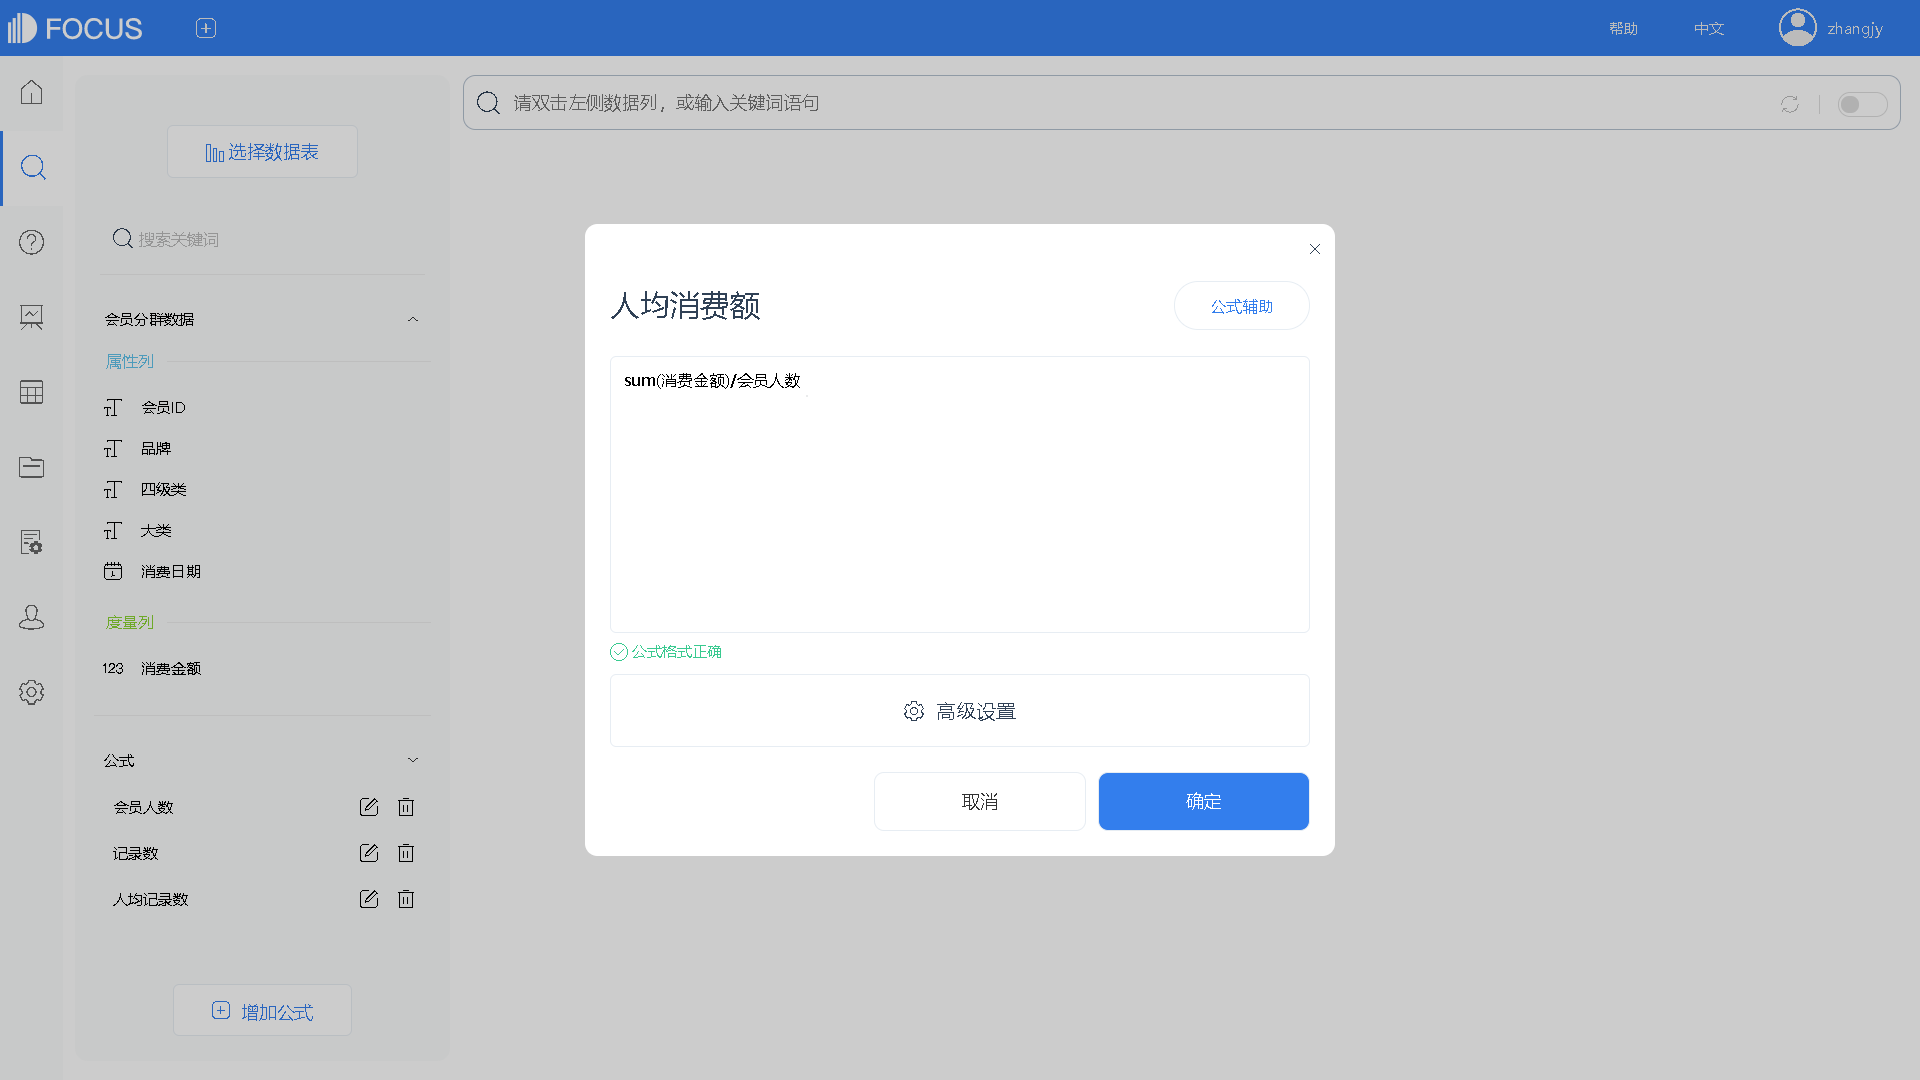 FOCUS
帮助
中文
zhangjy
选择数据表
搜索关键词
会员分群数据
属性列
会员ID
品牌
四级类
大类
消费日期
度量列
123 消费金额
公式
会员人数
记录数
人均记录数
增加公式
请双击左侧数据列，或输入关键词语句
人均消费额
公式辅助
sum(消费金额)/会员人数
公式格式正确
高级设置
取消
确定